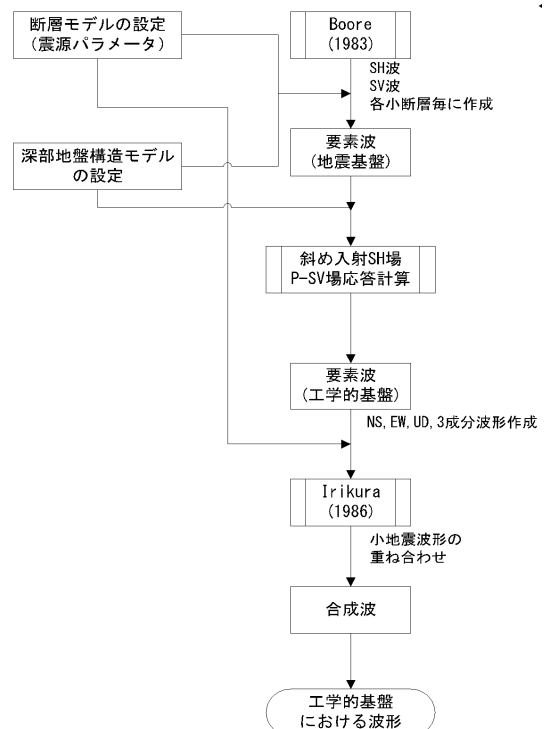 断層モデルの設定
(震源パラメータ)
Boore
(1983)
SH波
SV波
各小断層毎に作成
深部地盤構造モデル
の設定
要素波
(地震基盤)
斜め入射SH場
P-SV場応答計算
要素波
(工学的基盤)
NS, EW, UD, 3成分波形作成
Irikura
(1986)
小地震波形の
重ね合わせ
合成波
工学的基盤
における波形